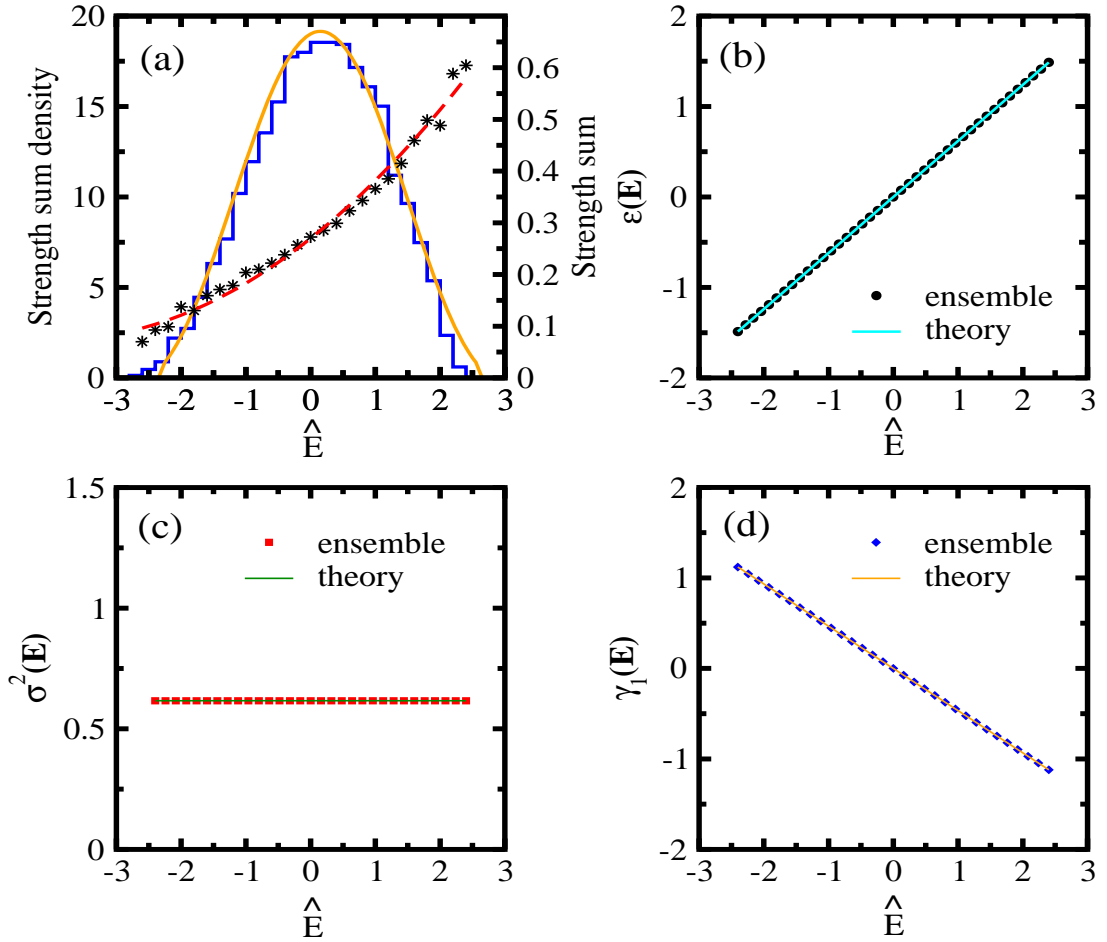 (a)
Strength sum density
20
15
10
5
0
0.6
0.5
0.4
0.3
0.2
0.1
0
Strength sum
-3 -2 -1 0 1 2 3
Ê
(b)
ε(E)
2
1
0
-1
-2
ensemble
theory
-3 -2 -1 0 1 2 3
Ê
(c)
σ²(E)
1.5
1
0.5
0
ensemble
theory
-3 -2 -1 0 1 2 3
Ê
(d)
γ₁(E)
2
1
0
-1
-2
ensemble
theory
-3 -2 -1 0 1 2 3
Ê